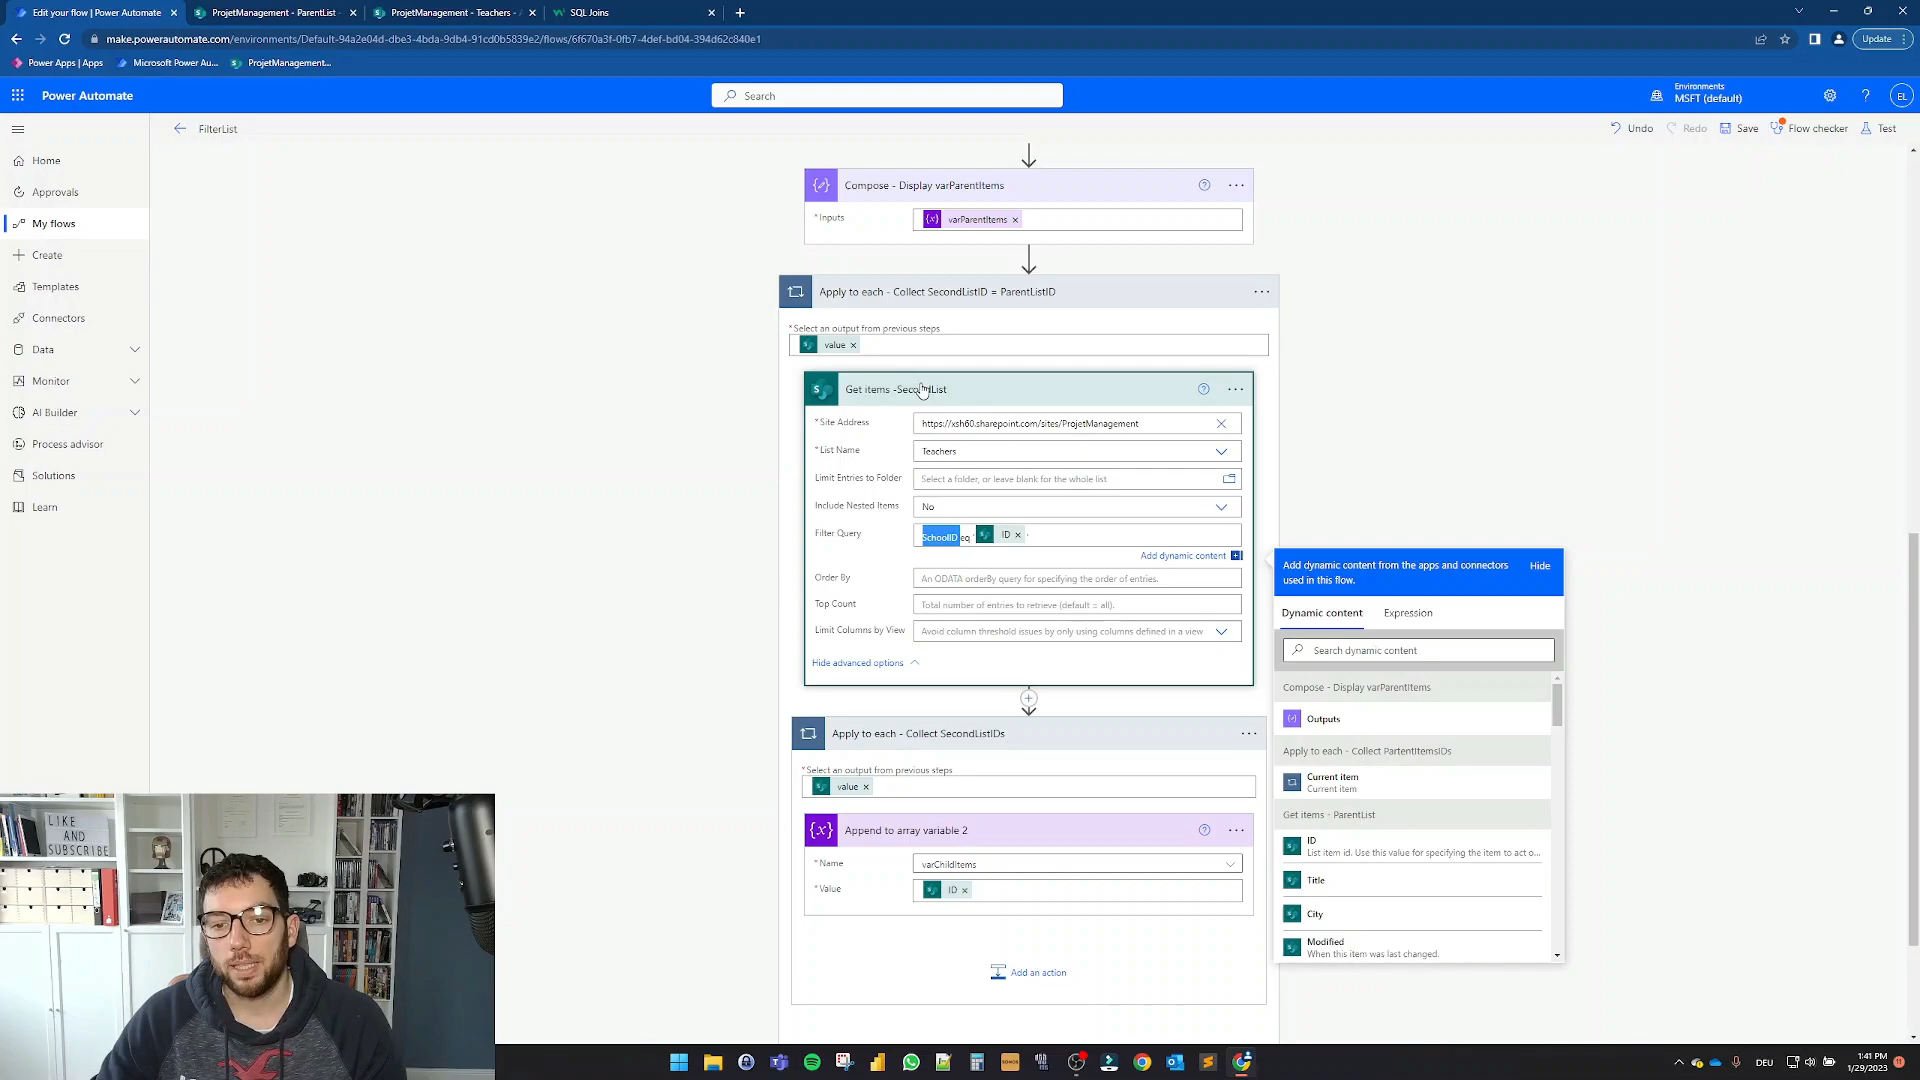 Edit your flow | Power Automate
ProjetManagement - ParentList -
ProjetManagement - Teachers -
SQL Joins
make.powerautomate.com/environments/Default-94a2e04d-dbe3-4bda-9db4-91cd0b5839e2/flows/6f670a3f-0fb7-4def-bd04-394d62c840e1
Update
Power Apps | Apps
Microsoft Power Au...
ProjetManagement...
Power Automate
Search
Environments
MSFT (default)
EL
FilterList
Undo
Redo
Save
Flow checker
Test
Home
Approvals
My flows
Create
Templates
Connectors
Data
Monitor
AI Builder
Process advisor
Solutions
Learn
Compose - Display varParentItems
* Inputs
varParentItems
Apply to each - Collect SecondListID = ParentListID
* Select an output from previous steps
value
Get items -SecondList
* Site Address
https://xsh60.sharepoint.com/sites/ProjetManagement
* List Name
Teachers
Limit Entries to Folder
Select a folder, or leave blank for the whole list
Include Nested Items
No
Filter Query
SchoolID eq ' ID '
Add dynamic content
Order By
An ODATA orderBy query for specifying the order of entries.
Top Count
Total number of entries to retrieve (default = all).
Limit Columns by View
Avoid column threshold issues by only using columns defined in a view
Hide advanced options
Apply to each - Collect SecondListIDs
* Select an output from previous steps
value
Append to array variable 2
* Name
varChildItems
* Value
ID
Add an action
Add dynamic content from the apps and connectors
used in this flow.
Hide
Dynamic content
Expression
Search dynamic content
Compose - Display varParentItems
Outputs
Apply to each - Collect PartentItemsIDs
Current item
Current item
Get items - ParentList
ID
List item id. Use this value for specifying the item to act o...
Title
City
Modified
When this item was last changed.
LIKE
AND
SUBSCRIBE
DEU
1:41 PM
1/29/2023